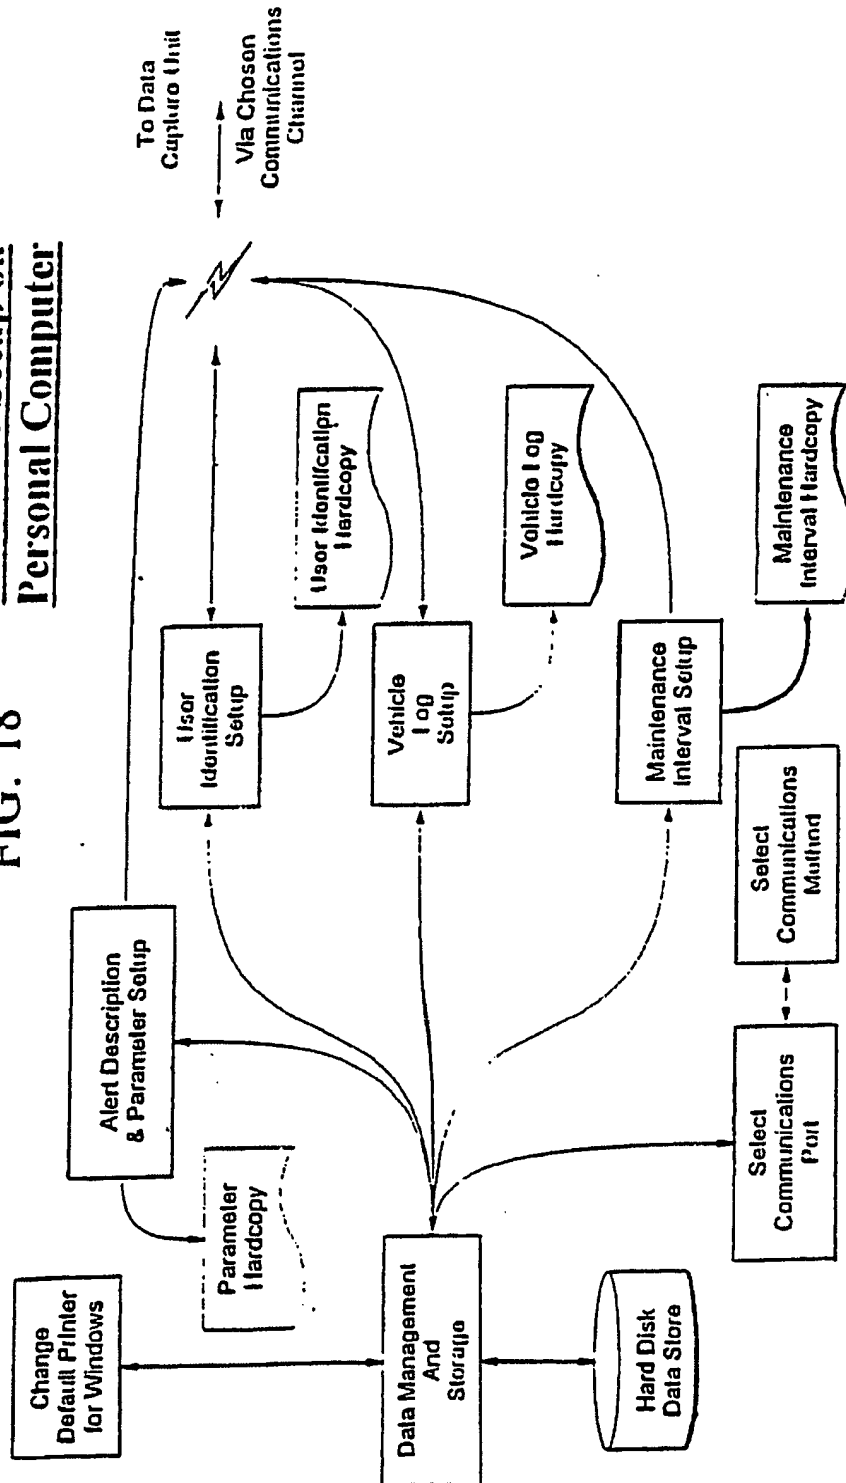 FIG. 18
Personal Computer
To Data
Capture Unit
Via Chosen
Communications
Channel
Change
Default Printer
for Windows
Alert Description
& Parameter Setup
Parameter
Hardcopy
Data Management
And
Storage
Hard Disk
Data Store
User
Identification
Setup
User Identification
Hardcopy
Vehicle
Log
Setup
Vehicle Log
Hardcopy
Maintenance
Interval Setup
Maintenance
Interval Hardcopy
Select
Communications
Port
Select
Communications
Method